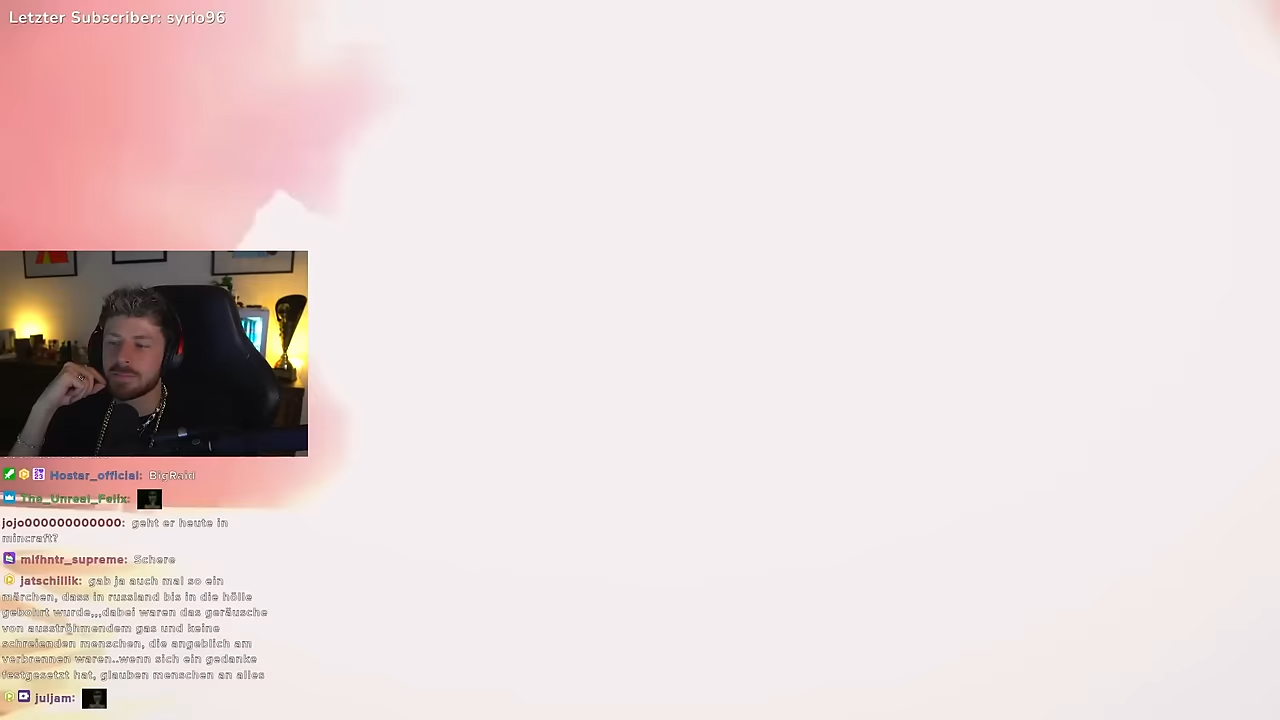 Letzter Subscriber: syrio96
Hostar_official: BigRaid
The_Unreal_Felix:
jojo000000000000: geht er heute in
mincraft?
mlfhntr_supreme: Schere
jatschillik: gab ja auch mal so ein
märchen, dass in russland bis in die hölle
gebohrt wurde,,,dabei waren das geräusche
von ausströhmendem gas und keine
schreienden menschen, die angeblich am
verbrennen waren..wenn sich ein gedanke
festgesetzt hat, glauben menschen an alles
juljam: